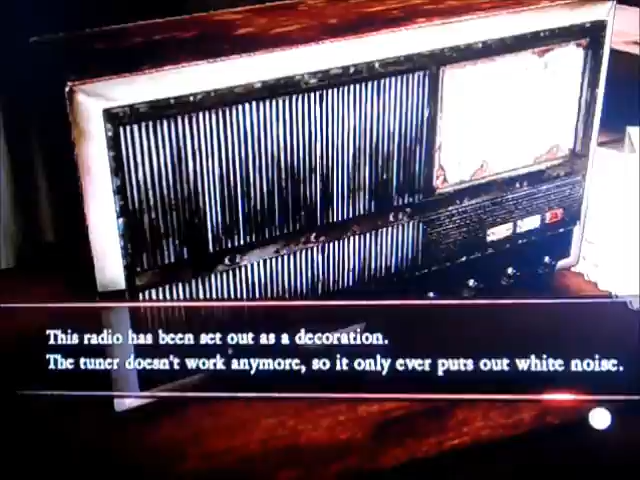 This radio has been set out as a decoration.
The tuner doesn't work anymore, so it only ever puts out white noise.